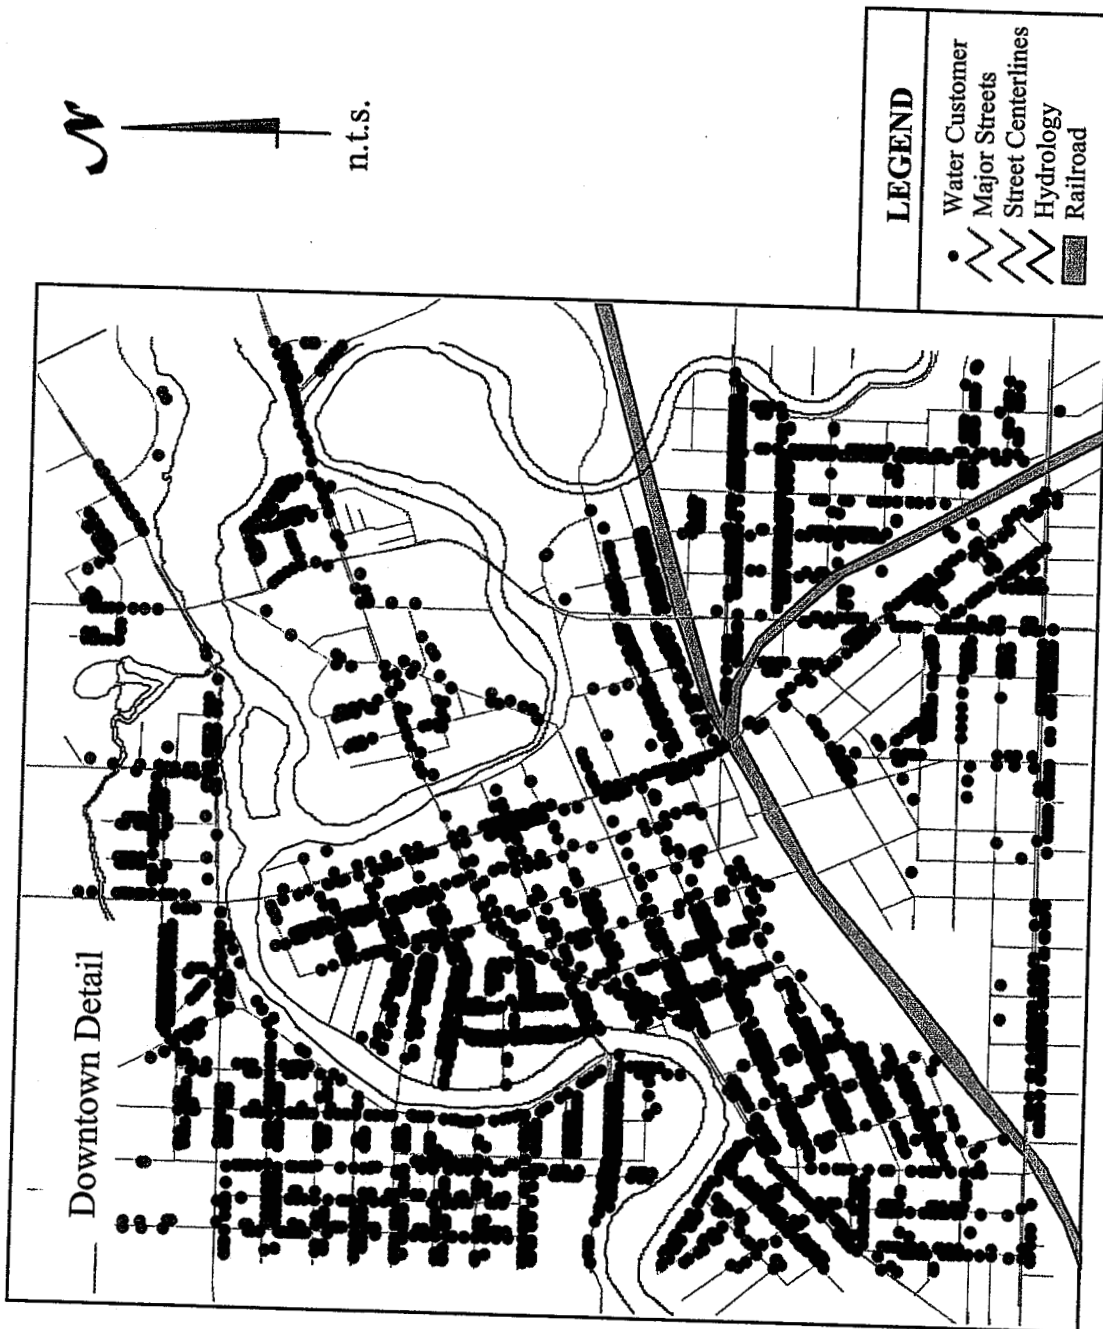 Downtown Detail
N
n.t.s.
LEGEND
Water Customer
Major Streets
Street Centerlines
Hydrology
Railroad